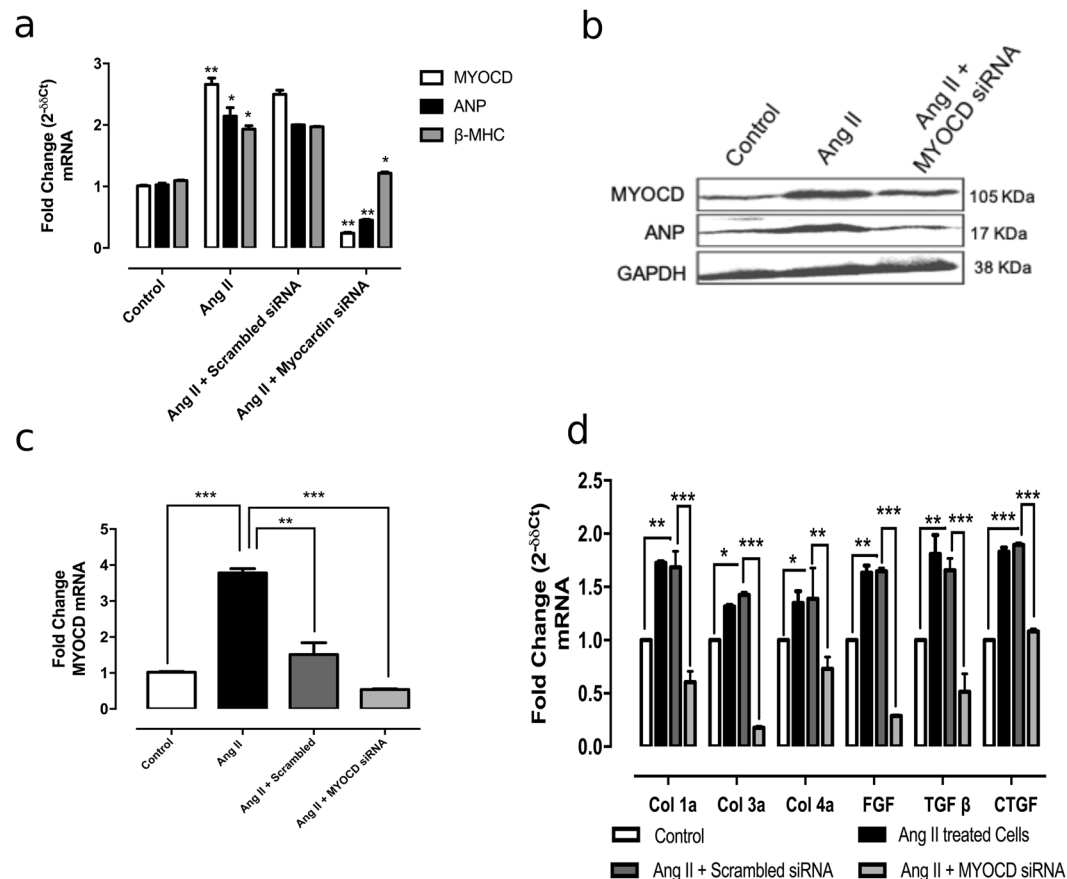 a
Fold Change (2^-δδCt)
mRNA
3
2
1
0
**
*
*
**
**
*
MYOCD
ANP
β-MHC
Control
Ang II
Ang II + Scrambled siRNA
Ang II + Myocardin siRNA
b
Control
Ang II
Ang II +
MYOCD siRNA
MYOCD
105 KDa
ANP
17 KDa
GAPDH
38 KDa
c
Fold Change
MYOCD mRNA
5
4
3
2
1
0
***
***
**
Control
Ang II
Ang II + Scrambled
Ang II + MYOCD siRNA
d
Fold Change (2^-δδCt)
mRNA
2.5
2.0
1.5
1.0
0.5
0.0
**
***
*
***
*
**
**
***
**
***
***
***
Col 1a
Col 3a
Col 4a
FGF
TGF β
CTGF
Control
Ang II treated Cells
Ang II + Scrambled siRNA
Ang II + MYOCD siRNA